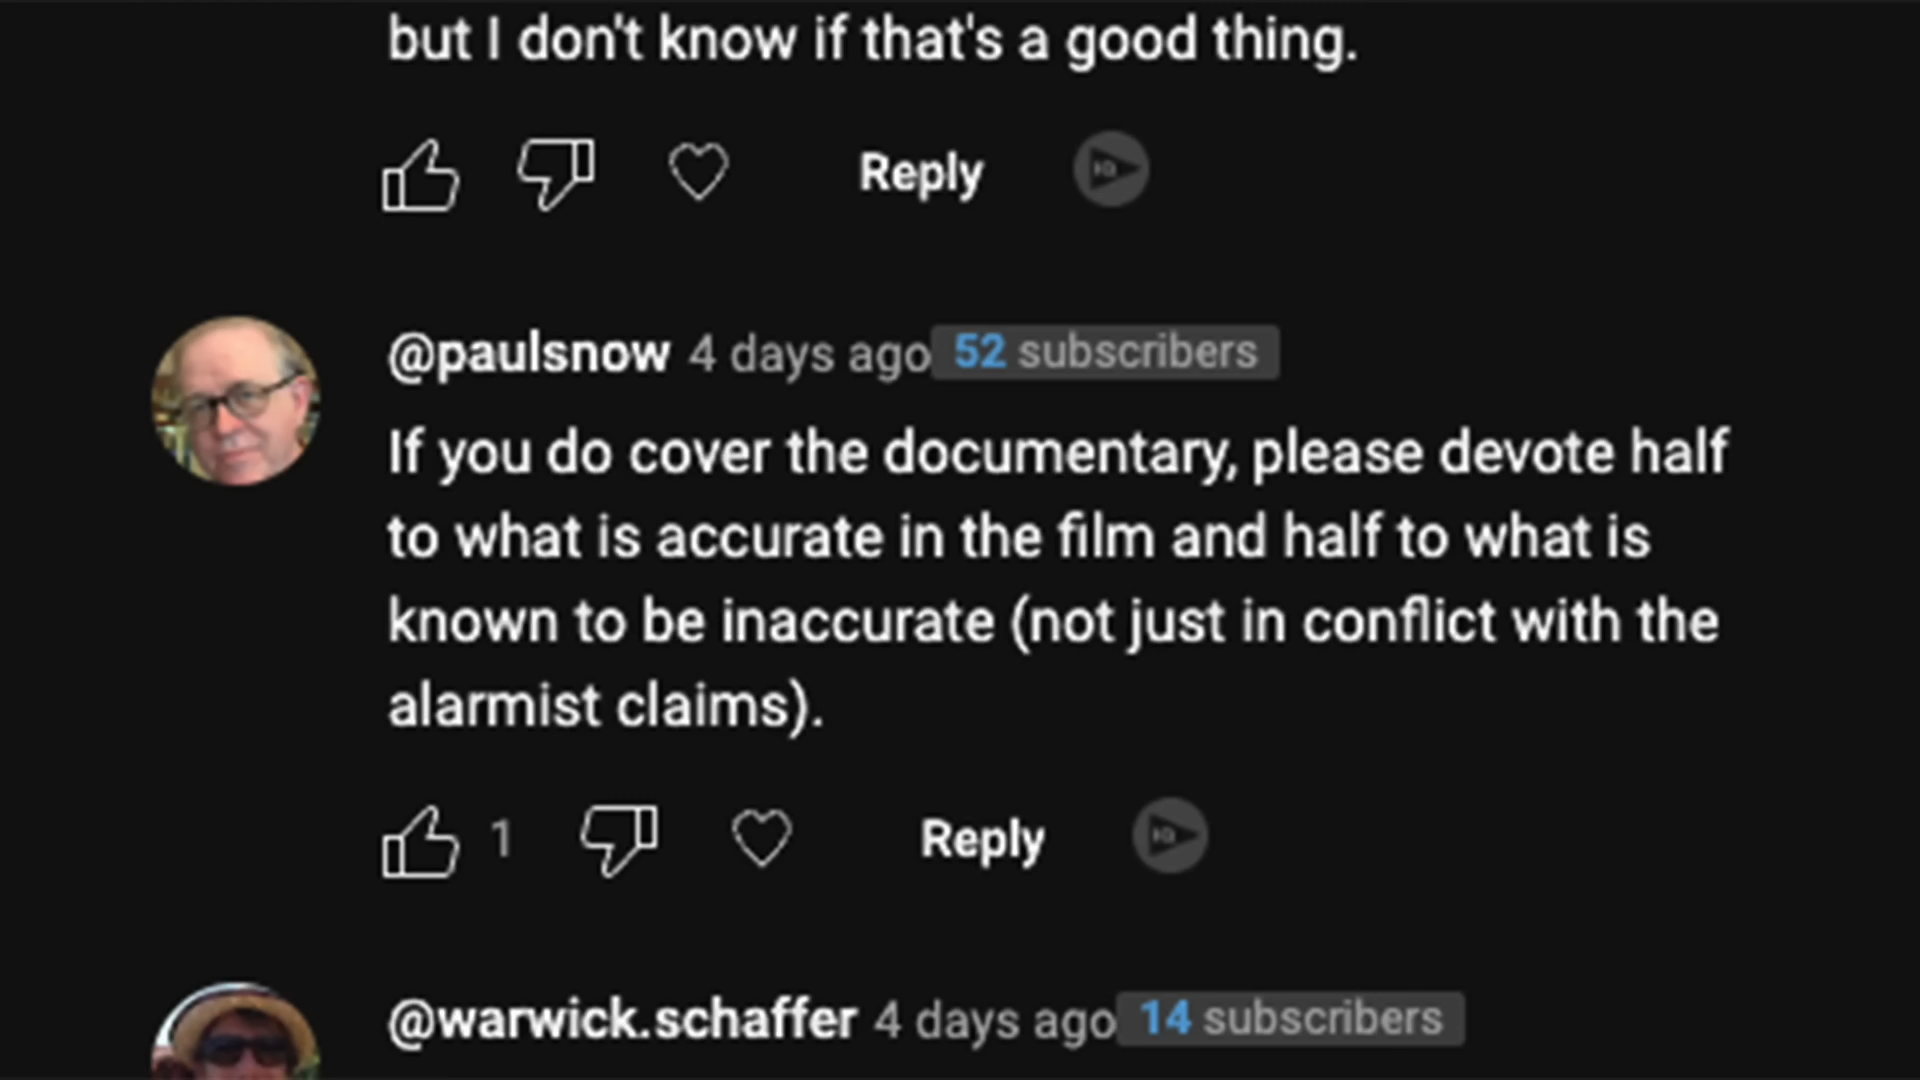 but I don't know if that's a good thing.
Reply
@paulsnow 4 days ago 52 subscribers
If you do cover the documentary, please devote half
to what is accurate in the film and half to what is
known to be inaccurate (not just in conflict with the
alarmist claims).
1
Reply
@warwick.schaffer 4 days ago 14 subscribers